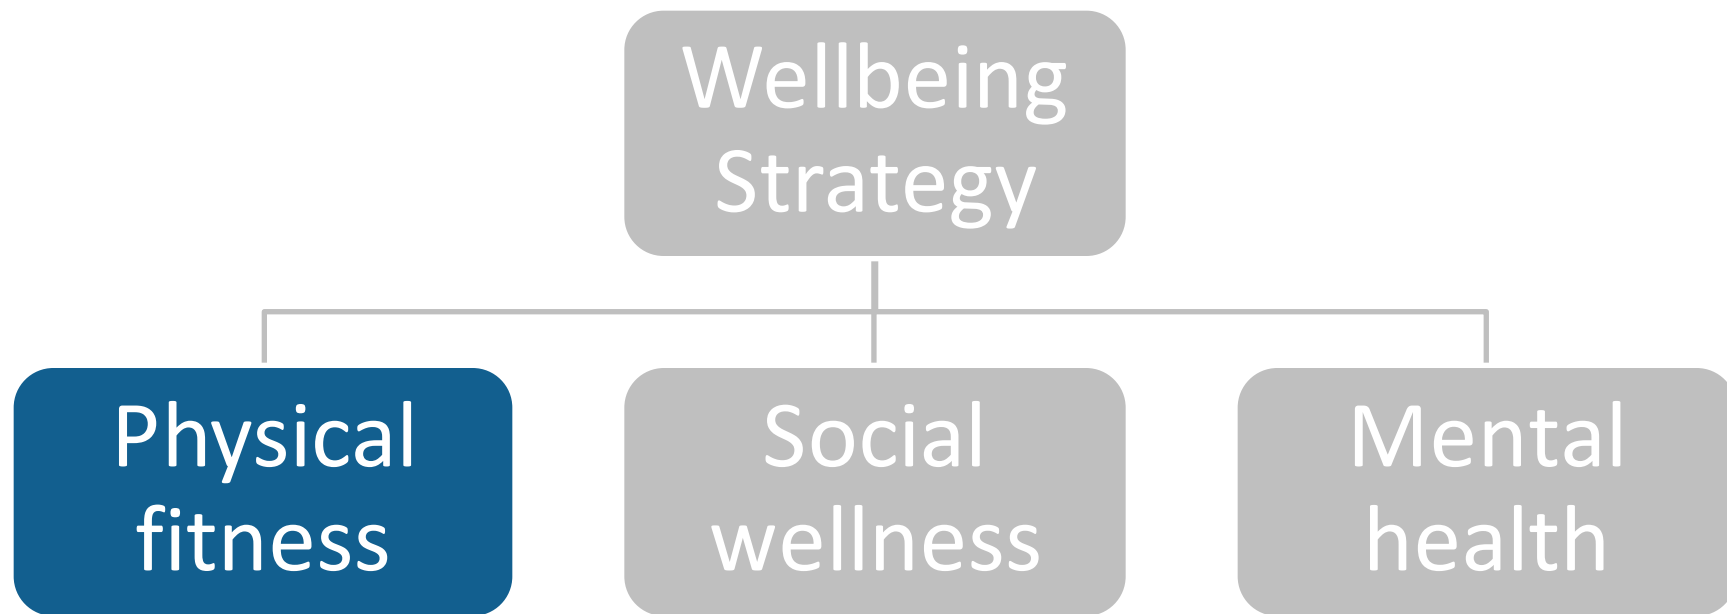 Wellbeing
Strategy
Physical
fitness
Social
wellness
Mental
health